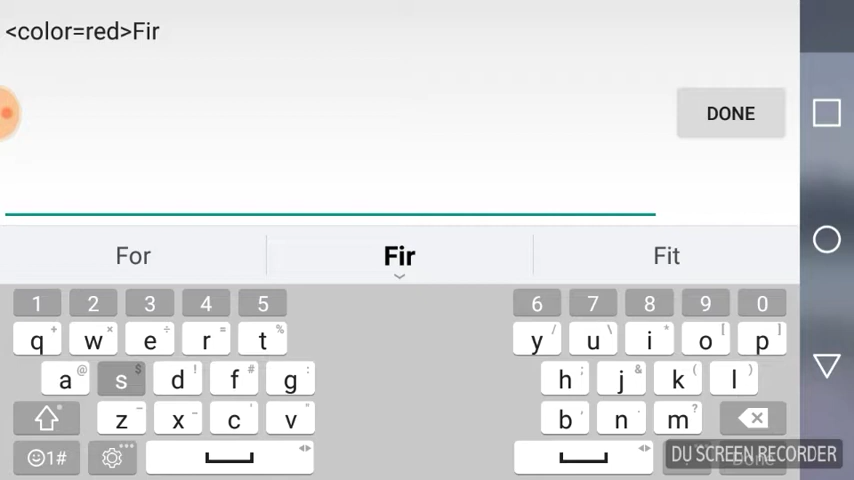 <color=red>Fir
DONE
For Fir Fit
1 2 3 4 5 6 7 8 9 0
q + w × e ÷ r = t % y / u \ i * o [ p ]
a @ s $ d ! f # g : h ; j & k ( l )
z - x - c ' v " b , n . m ?
☺1#
DU SCREEN RECORDER